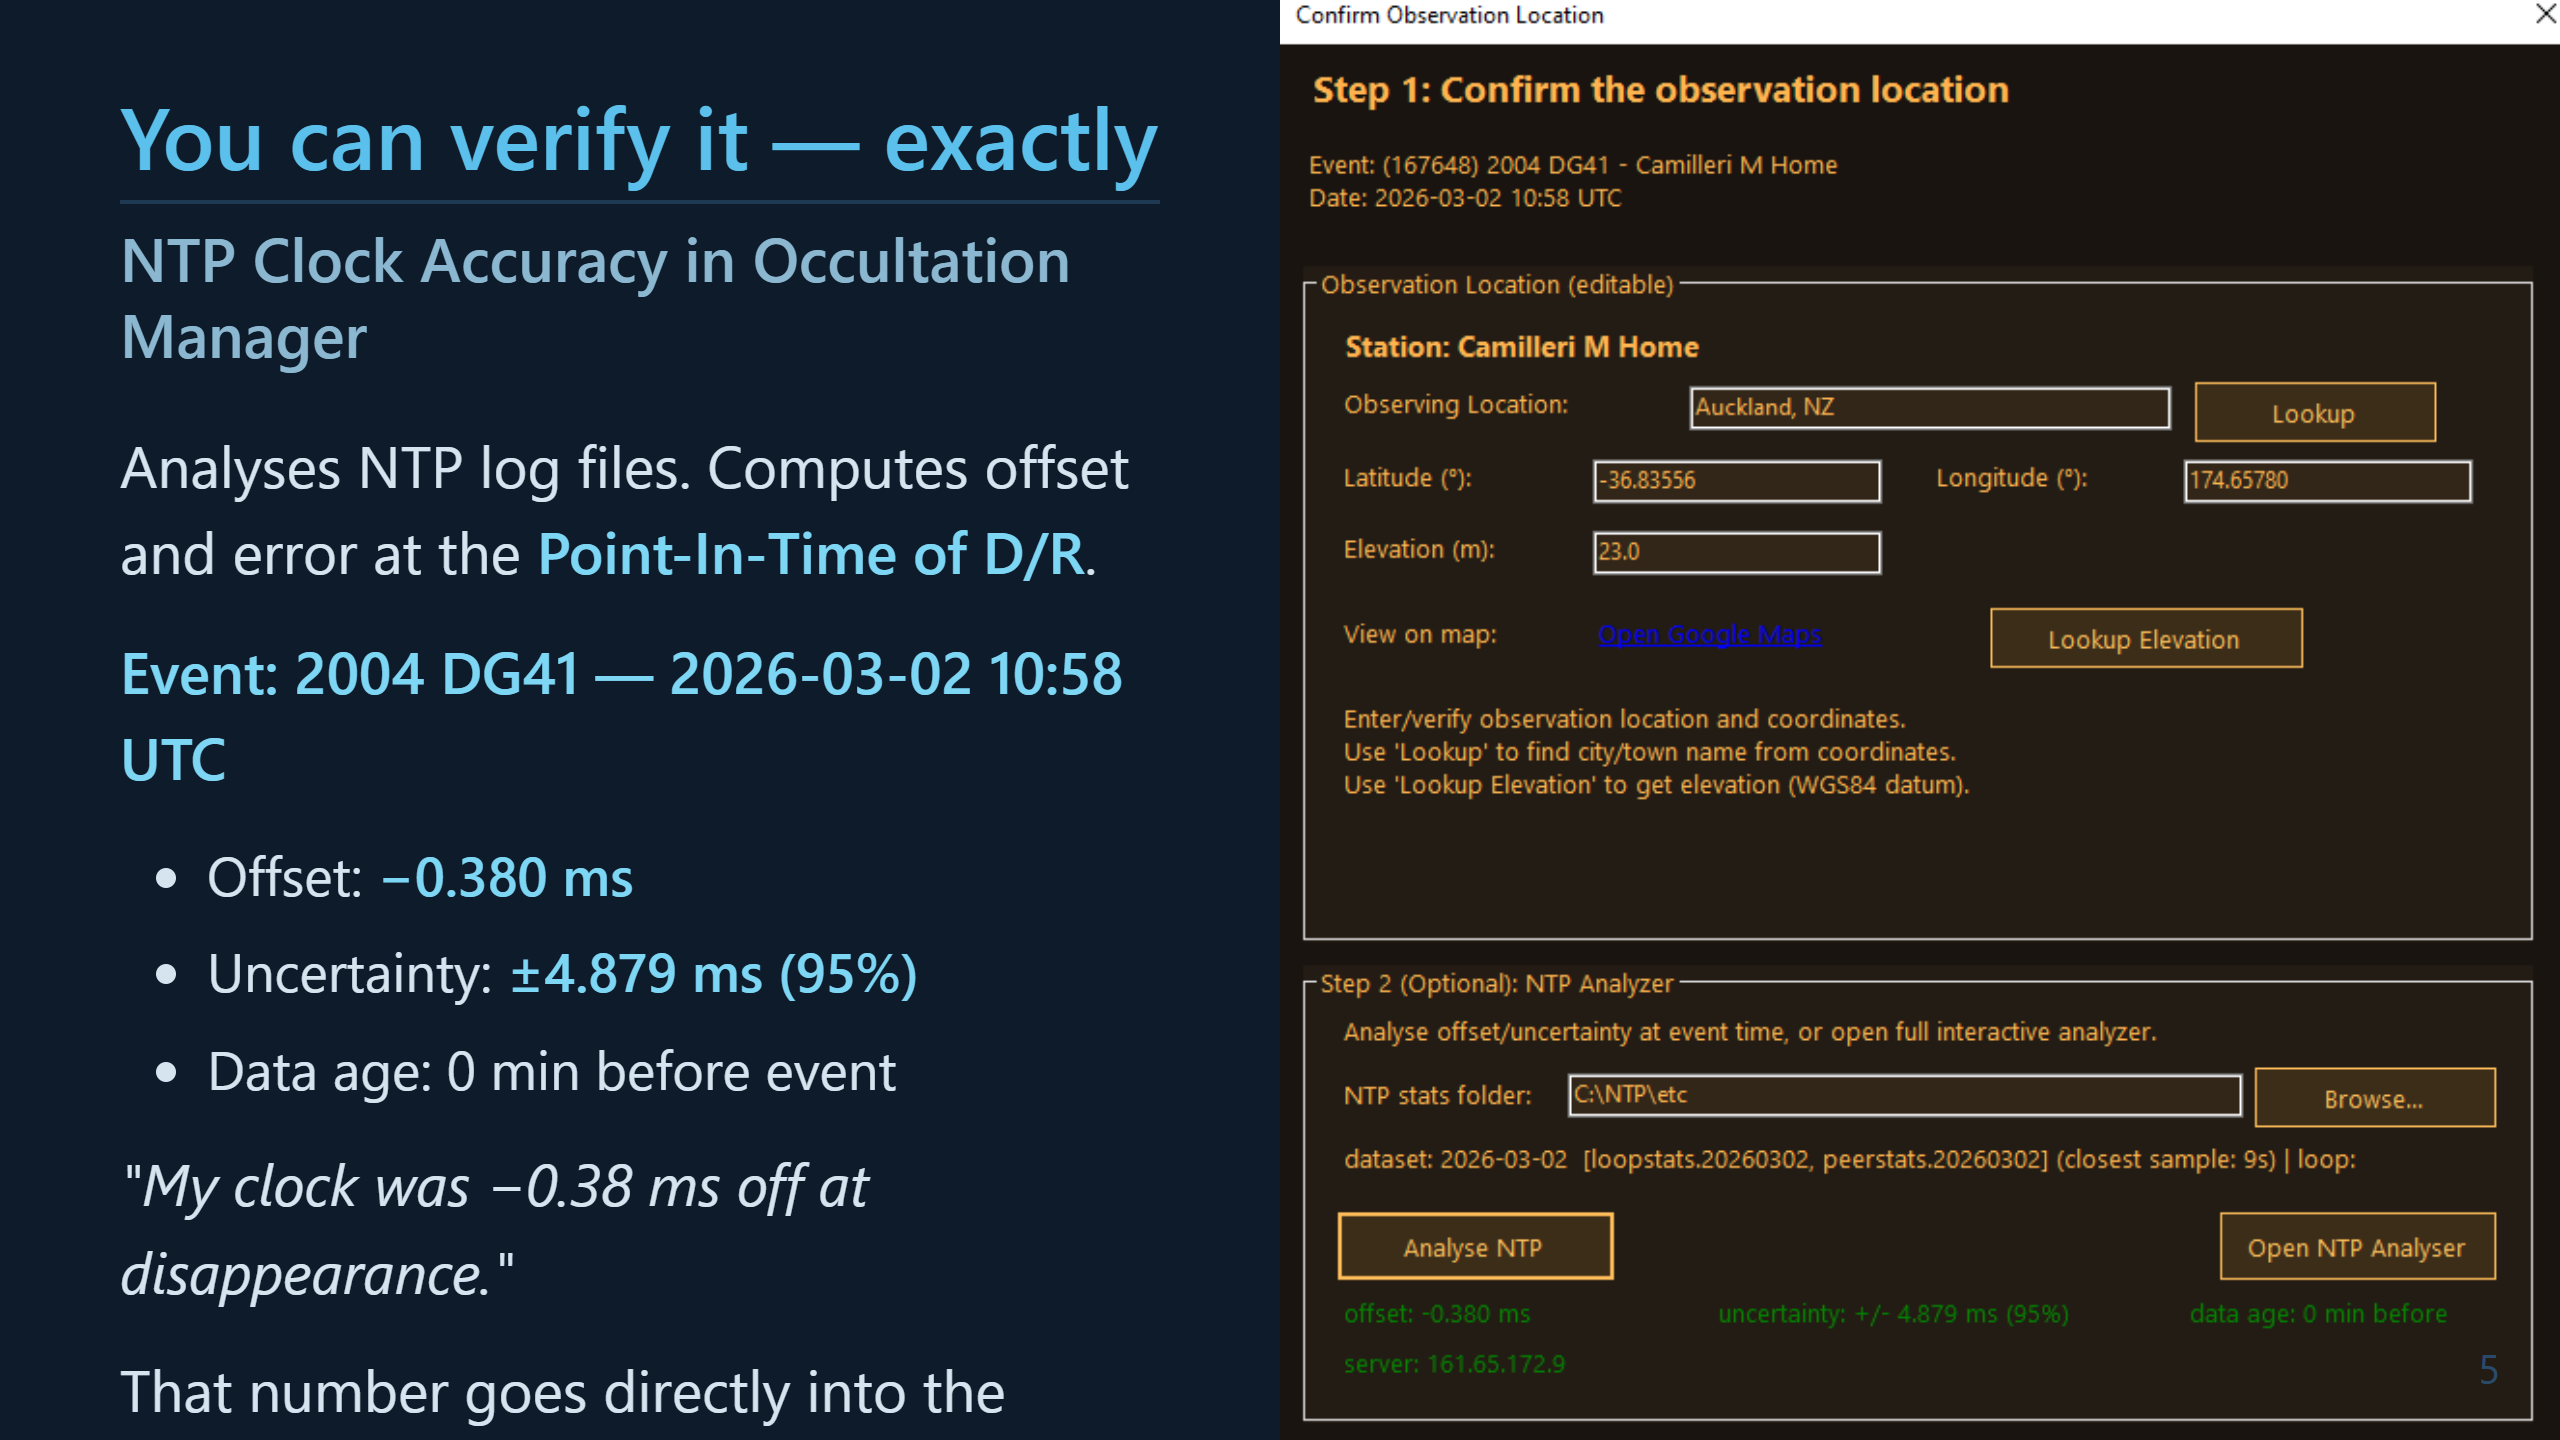 You can verify it — exactly
NTP Clock Accuracy in Occultation
Manager
Analyses NTP log files. Computes offset
and error at the Point-In-Time of D/R.
Event: 2004 DG41 — 2026-03-02 10:58
UTC
• Offset: −0.380 ms
• Uncertainty: ±4.879 ms (95%)
• Data age: 0 min before event
"My clock was −0.38 ms off at
disappearance."
That number goes directly into the
Confirm Observation Location
Step 1: Confirm the observation location
Event: (167648) 2004 DG41 - Camilleri M Home
Date: 2026-03-02 10:58 UTC
Observation Location (editable)
Station: Camilleri M Home
Observing Location: Auckland, NZ Lookup
Latitude (°): -36.83556 Longitude (°): 174.65780
Elevation (m): 23.0
View on map: Open Google Maps Lookup Elevation
Enter/verify observation location and coordinates.
Use 'Lookup' to find city/town name from coordinates.
Use 'Lookup Elevation' to get elevation (WGS84 datum).
Step 2 (Optional): NTP Analyzer
Analyse offset/uncertainty at event time, or open full interactive analyzer.
NTP stats folder: C:\NTP\etc Browse...
dataset: 2026-03-02 [loopstats.20260302, peerstats.20260302] (closest sample: 9s) | loop:
Analyse NTP Open NTP Analyser
offset: -0.380 ms uncertainty: +/- 4.879 ms (95%) data age: 0 min before
server: 161.65.172.9
5